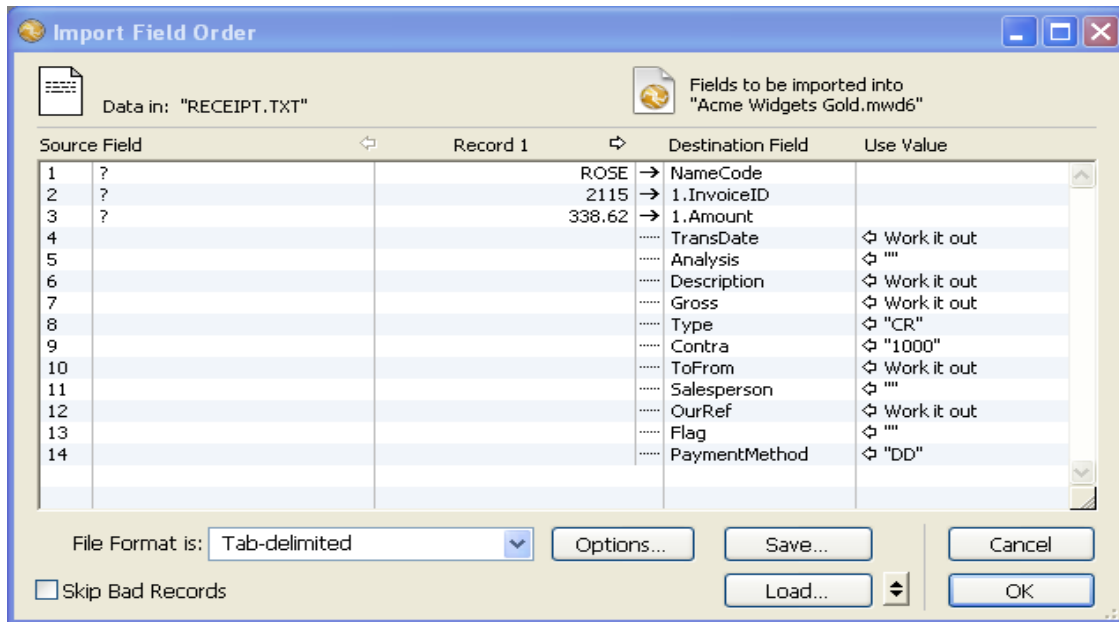 Import Field Order
Data in: "RECEIPT.TXT"
Fields to be imported into
"Acme Widgets Gold.mwd6"
Source Field Record 1 Destination Field Use Value
1 ? ROSE NameCode
2 ? 2115 1.InvoiceID
3 ? 338.62 1.Amount
4 TransDate Work it out
5 Analysis ""
6 Description Work it out
7 Gross Work it out
8 Type "CR"
9 Contra "1000"
10 ToFrom Work it out
11 Salesperson ""
12 OurRef Work it out
13 Flag ""
14 PaymentMethod "DD"
File Format is: Tab-delimited Options... Save... Cancel
Skip Bad Records Load... OK